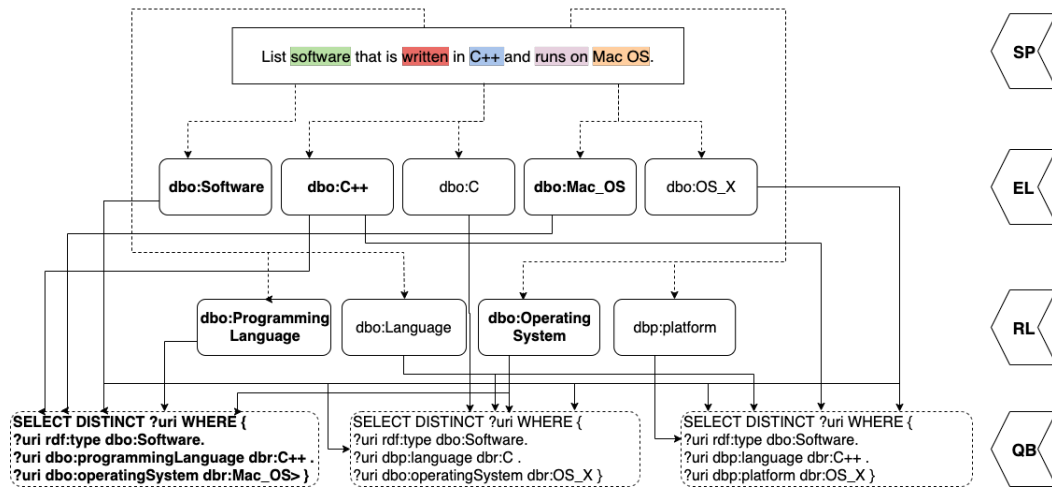 List software that is written in C++ and runs on Mac OS.
SP
dbo:Software
dbo:C++
dbo:C
dbo:Mac_OS
dbo:OS_X
EL
dbo:Programming
Language
dbo:Language
dbo:Operating
System
dbp:platform
RL
SELECT DISTINCT ?uri WHERE {
?uri rdf:type dbo:Software.
?uri dbo:programmingLanguage dbr:C++ .
?uri dbo:operatingSystem dbr:Mac_OS> }
SELECT DISTINCT ?uri WHERE {
?uri rdf:type dbo:Software.
?uri dbp:language dbr:C .
?uri dbo:operatingSystem dbr:OS_X }
SELECT DISTINCT ?uri WHERE {
?uri rdf:type dbo:Software.
?uri dbp:language dbr:C++ .
?uri dbp:platform dbr:OS_X }
QB